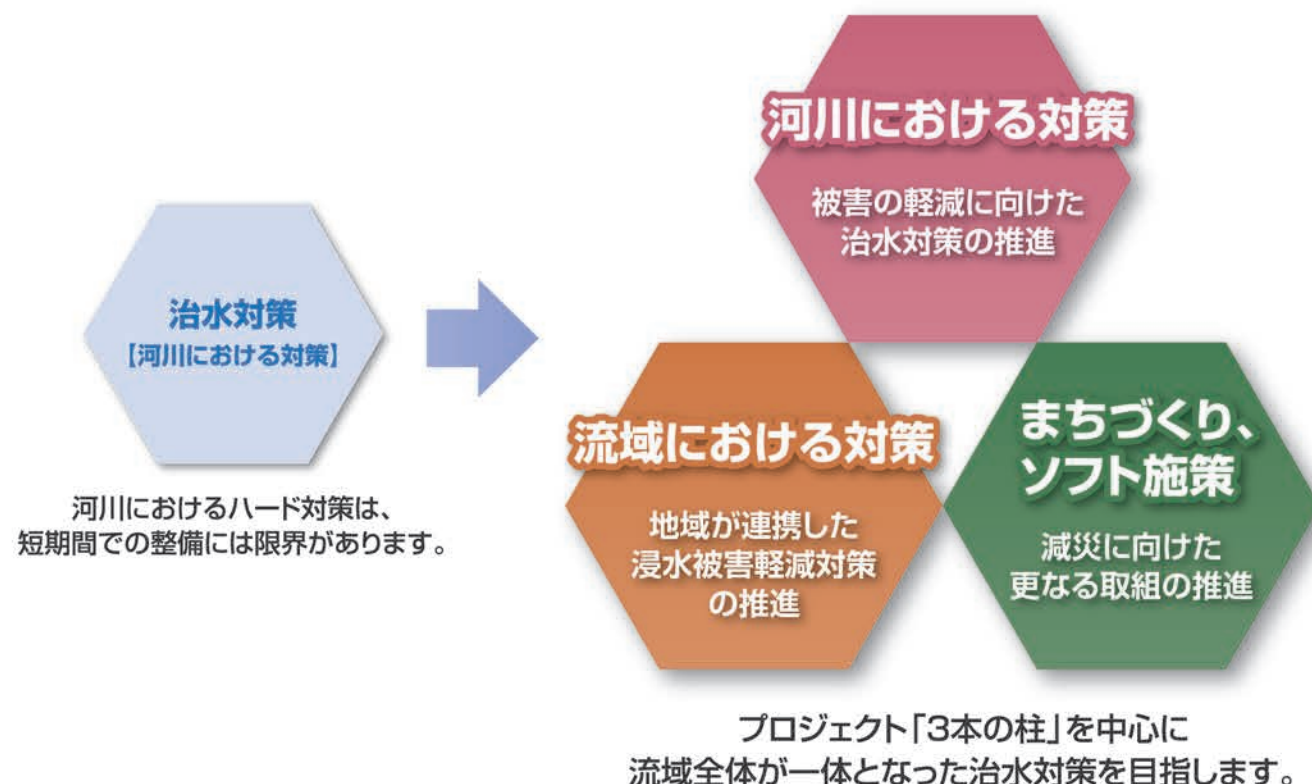 治水対策
【河川における対策】
河川におけるハード対策は、
短期間での整備には限界があります。
河川における対策
被害の軽減に向けた
治水対策の推進
流域における対策
地域が連携した
浸水被害軽減対策
の推進
まちづくり、
ソフト施策
減災に向けた
更なる取組の推進
プロジェクト「3本の柱」を中心に
流域全体が一体となった治水対策を目指します。